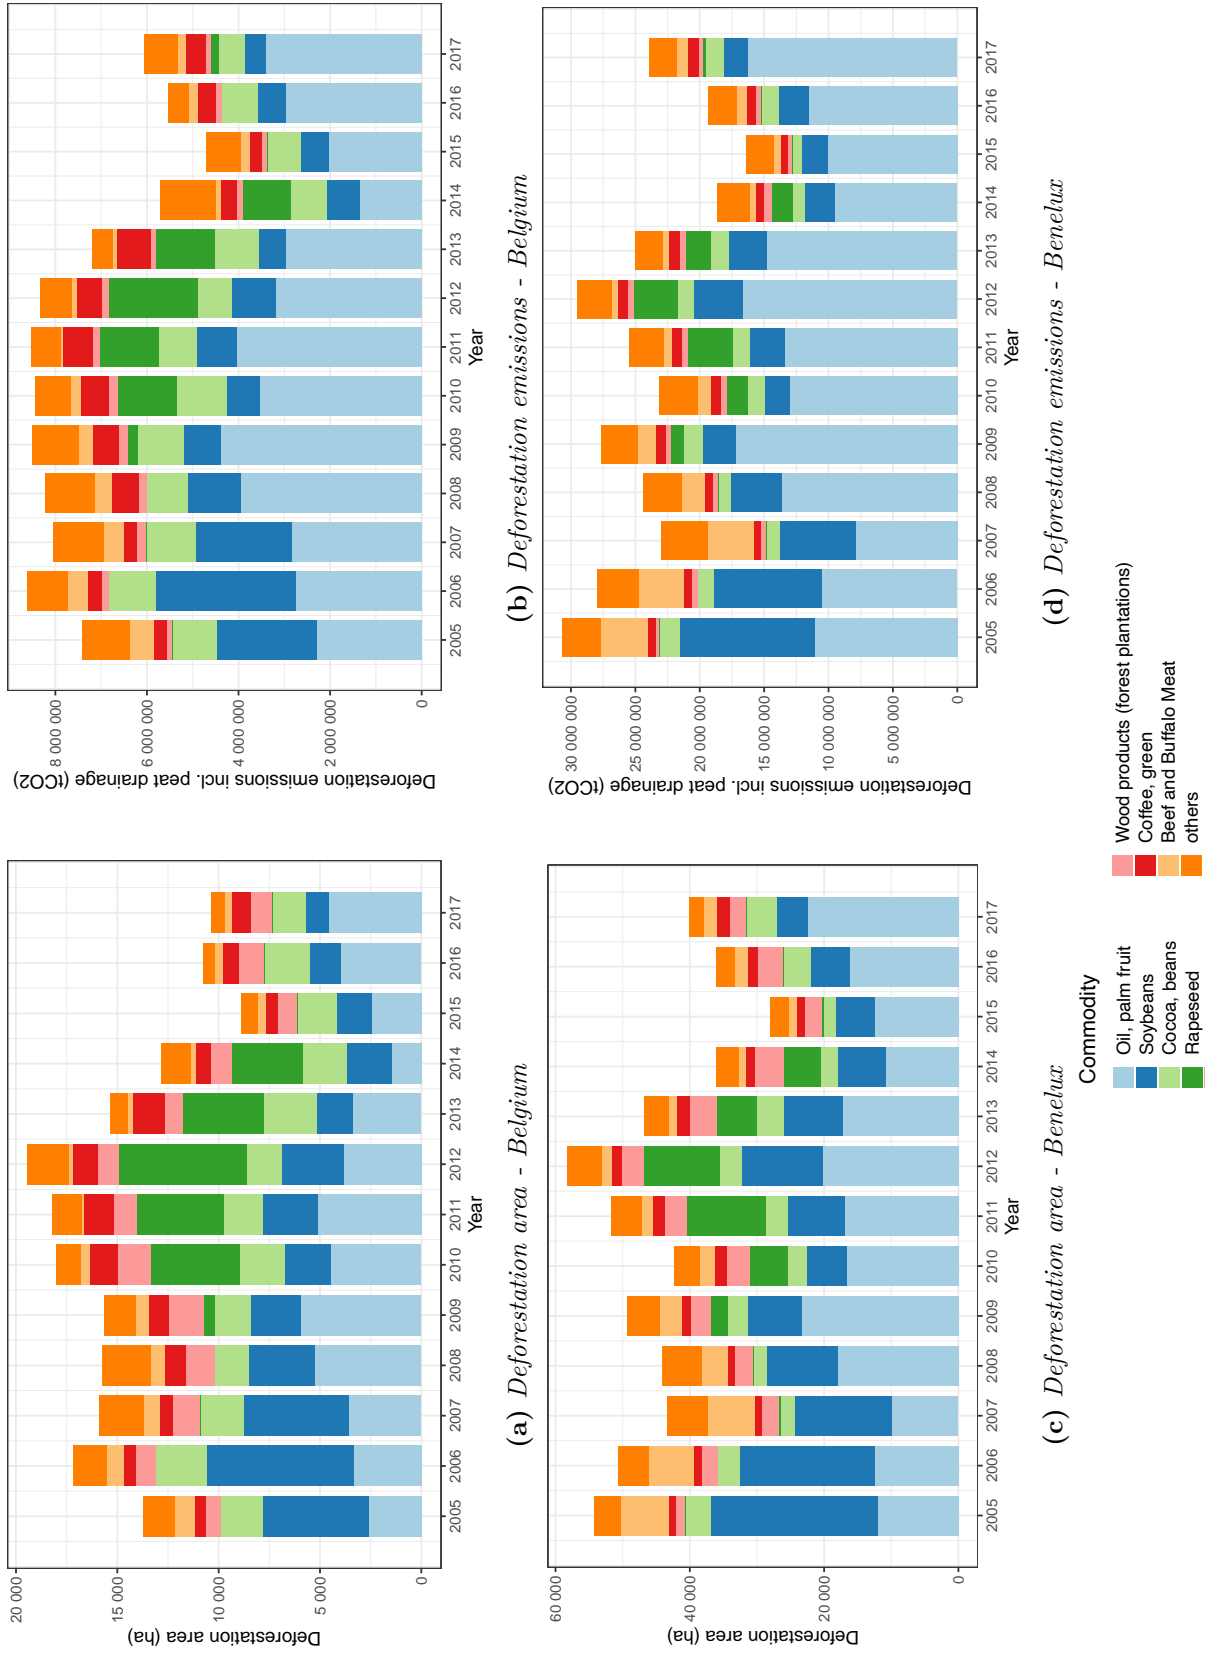 20 000
15 000
10 000
5 000
0
Deforestation area (ha)
2005
2006
2007
2008
2009
2010
2011
2012
2013
2014
2015
2016
2017
Year
(a) Deforestation area - Belgium
8 000 000
6 000 000
4 000 000
2 000 000
0
Deforestation emissions incl. peat drainage (tCO2)
2005
2006
2007
2008
2009
2010
2011
2012
2013
2014
2015
2016
2017
Year
(b) Deforestation emissions - Belgium
60 000
40 000
20 000
0
Deforestation area (ha)
2005
2006
2007
2008
2009
2010
2011
2012
2013
2014
2015
2016
2017
Year
(c) Deforestation area - Benelux
30 000 000
25 000 000
20 000 000
15 000 000
10 000 000
5 000 000
0
Deforestation emissions incl. peat drainage (tCO2)
2005
2006
2007
2008
2009
2010
2011
2012
2013
2014
2015
2016
2017
Year
(d) Deforestation emissions - Benelux
Commodity
Oil, palm fruit
Soybeans
Cocoa, beans
Rapeseed
Wood products (forest plantations)
Coffee, green
Beef and Buffalo Meat
others